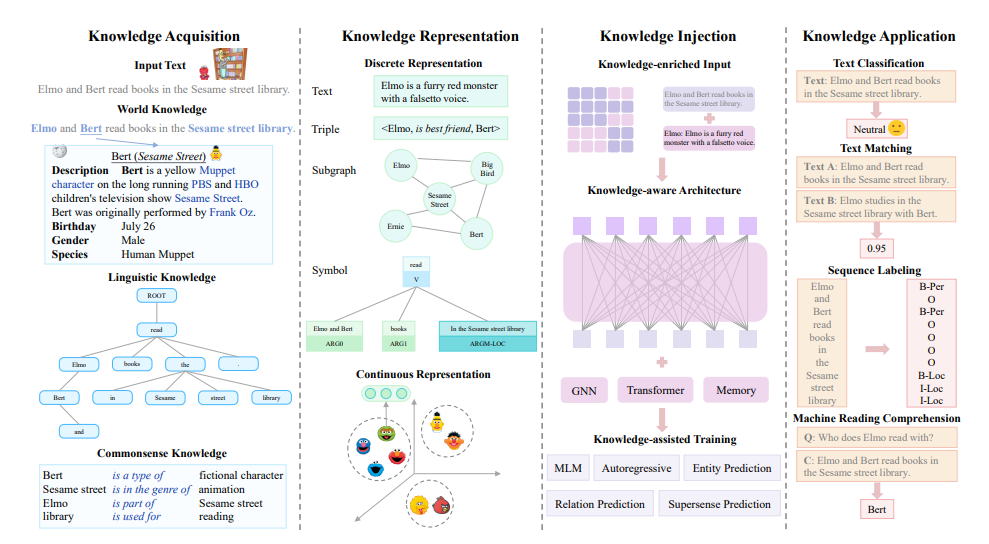 Knowledge Acquisition
Input Text
Elmo and Bert read books in the Sesame street library.
World Knowledge
Elmo and Bert read books in the Sesame street library.
Bert (Sesame Street)
Description Bert is a yellow Muppet
character on the long running PBS and HBO
children's television show Sesame Street.
Bert was originally performed by Frank Oz.
Birthday July 26
Gender Male
Species Human Muppet
Linguistic Knowledge
ROOT
read
Elmo books the .
Bert in Sesame street library
and
Commonsense Knowledge
Bert is a type of fictional character
Sesame street is in the genre of animation
Elmo is part of Sesame street
library is used for reading
Knowledge Representation
Discrete Representation
Text
Elmo is a furry red monster
with a falsetto voice.
Triple
<Elmo, is best friend, Bert>
Subgraph
Elmo
Big
Bird
Sesame
Street
Ernie
Bert
Symbol
read
V
Elmo and Bert
ARG0
books
ARG1
In the Sesame street library
ARGM-LOC
Continuous Representation
Knowledge Injection
Knowledge-enriched Input
Elmo and Bert read books in
the Sesame street library.
Elmo: Elmo is a furry red
monster with a falsetto voice.
Knowledge-aware Architecture
GNN
Transformer
Memory
Knowledge-assisted Training
MLM
Autoregressive
Entity Prediction
Relation Prediction
Supersense Prediction
Knowledge Application
Text Classification
Text: Elmo and Bert read books
in the Sesame street library.
Neutral
Text Matching
Text A: Elmo and Bert read
books in the Sesame street library.
Text B: Elmo studies in the
Sesame street library with Bert.
0.95
Sequence Labeling
Elmo B-Per
and O
Bert B-Per
read O
books O
in O
the O
Sesame B-Loc
street I-Loc
library I-Loc
Machine Reading Comprehension
Q: Who does Elmo read with?
C: Elmo and Bert read books in
the Sesame street library.
Bert